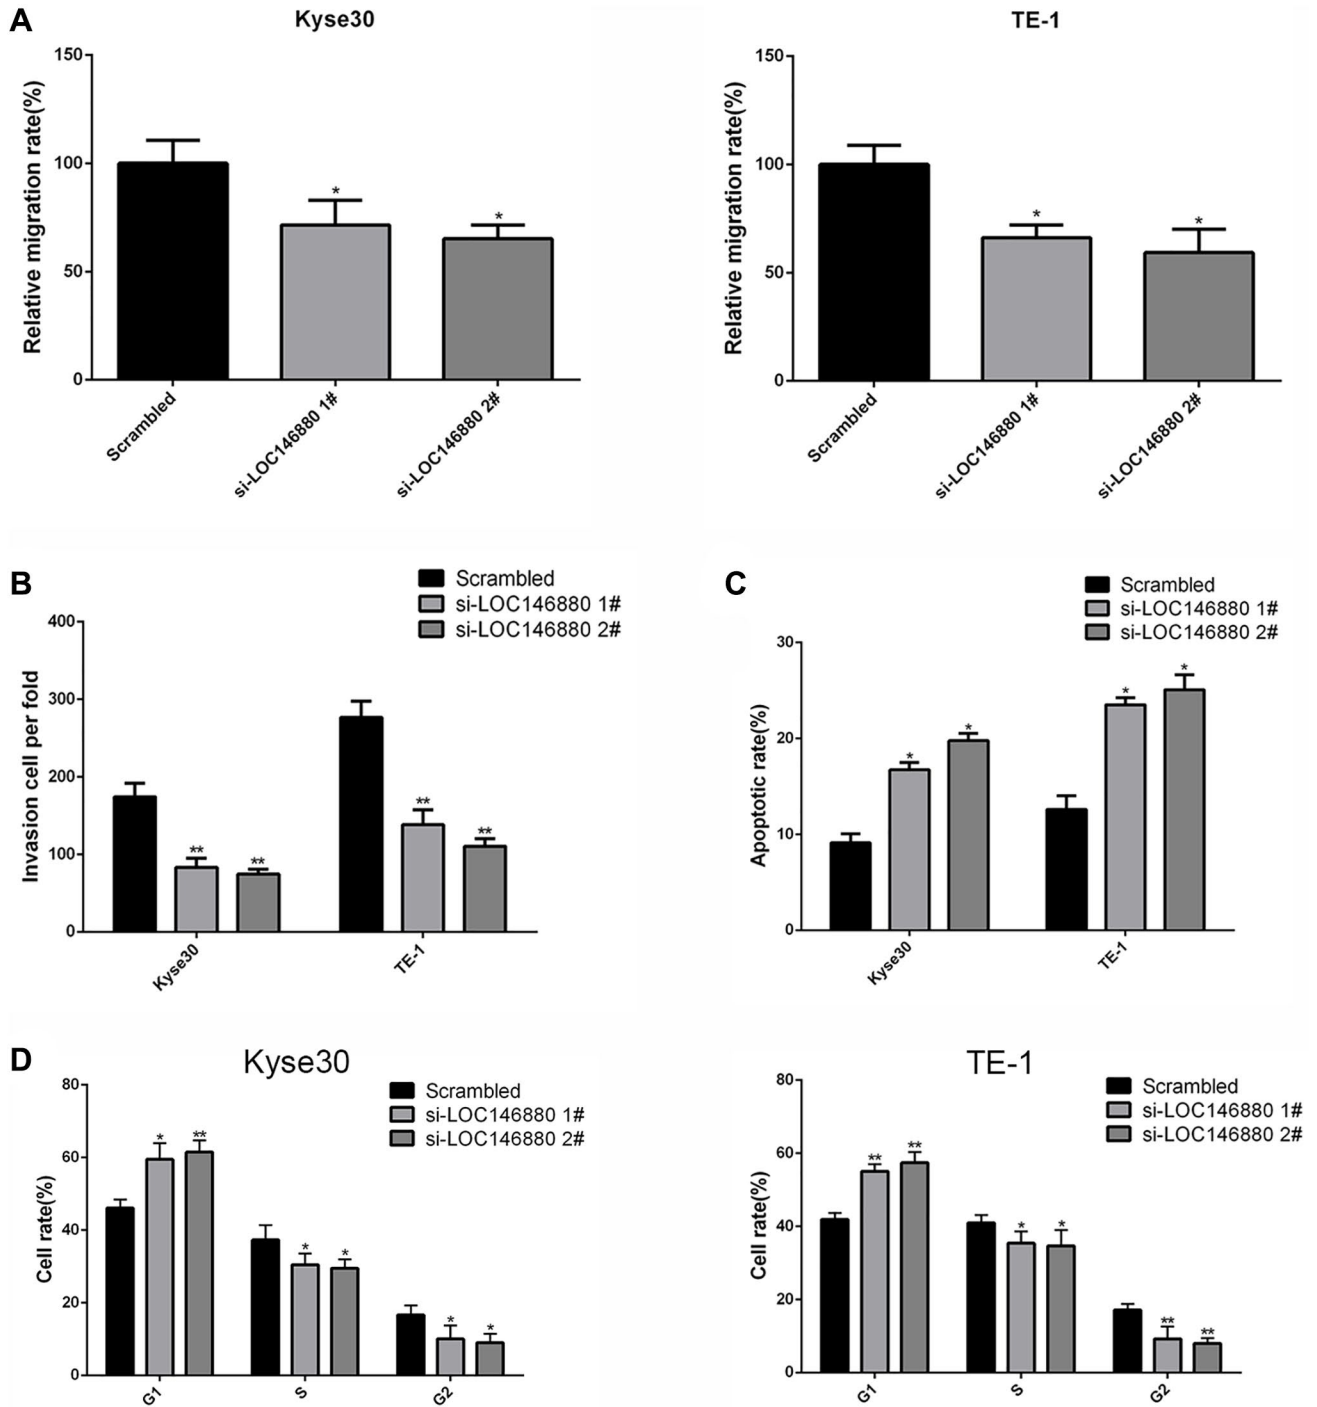 A
Kyse30
TE-1
Relative migration rate(%)
150
100
50
0
*
*
Scrambled
si-LOC146880 1#
si-LOC146880 2#
Relative migration rate(%)
150
100
50
0
*
*
Scrambled
si-LOC146880 1#
si-LOC146880 2#
B
Scrambled
si-LOC146880 1#
si-LOC146880 2#
Invasion cell per fold
400
300
200
100
0
**
**
**
**
Kyse30
TE-1
C
Scrambled
si-LOC146880 1#
si-LOC146880 2#
Apoptotic rate(%)
30
20
10
0
*
*
*
*
Kyse30
TE-1
D
Kyse30
Scrambled
si-LOC146880 1#
si-LOC146880 2#
Cell rate(%)
80
60
40
20
0
*
**
*
*
*
*
G1
S
G2
TE-1
Scrambled
si-LOC146880 1#
si-LOC146880 2#
Cell rate(%)
80
60
40
20
0
**
**
*
*
**
**
G1
S
G2